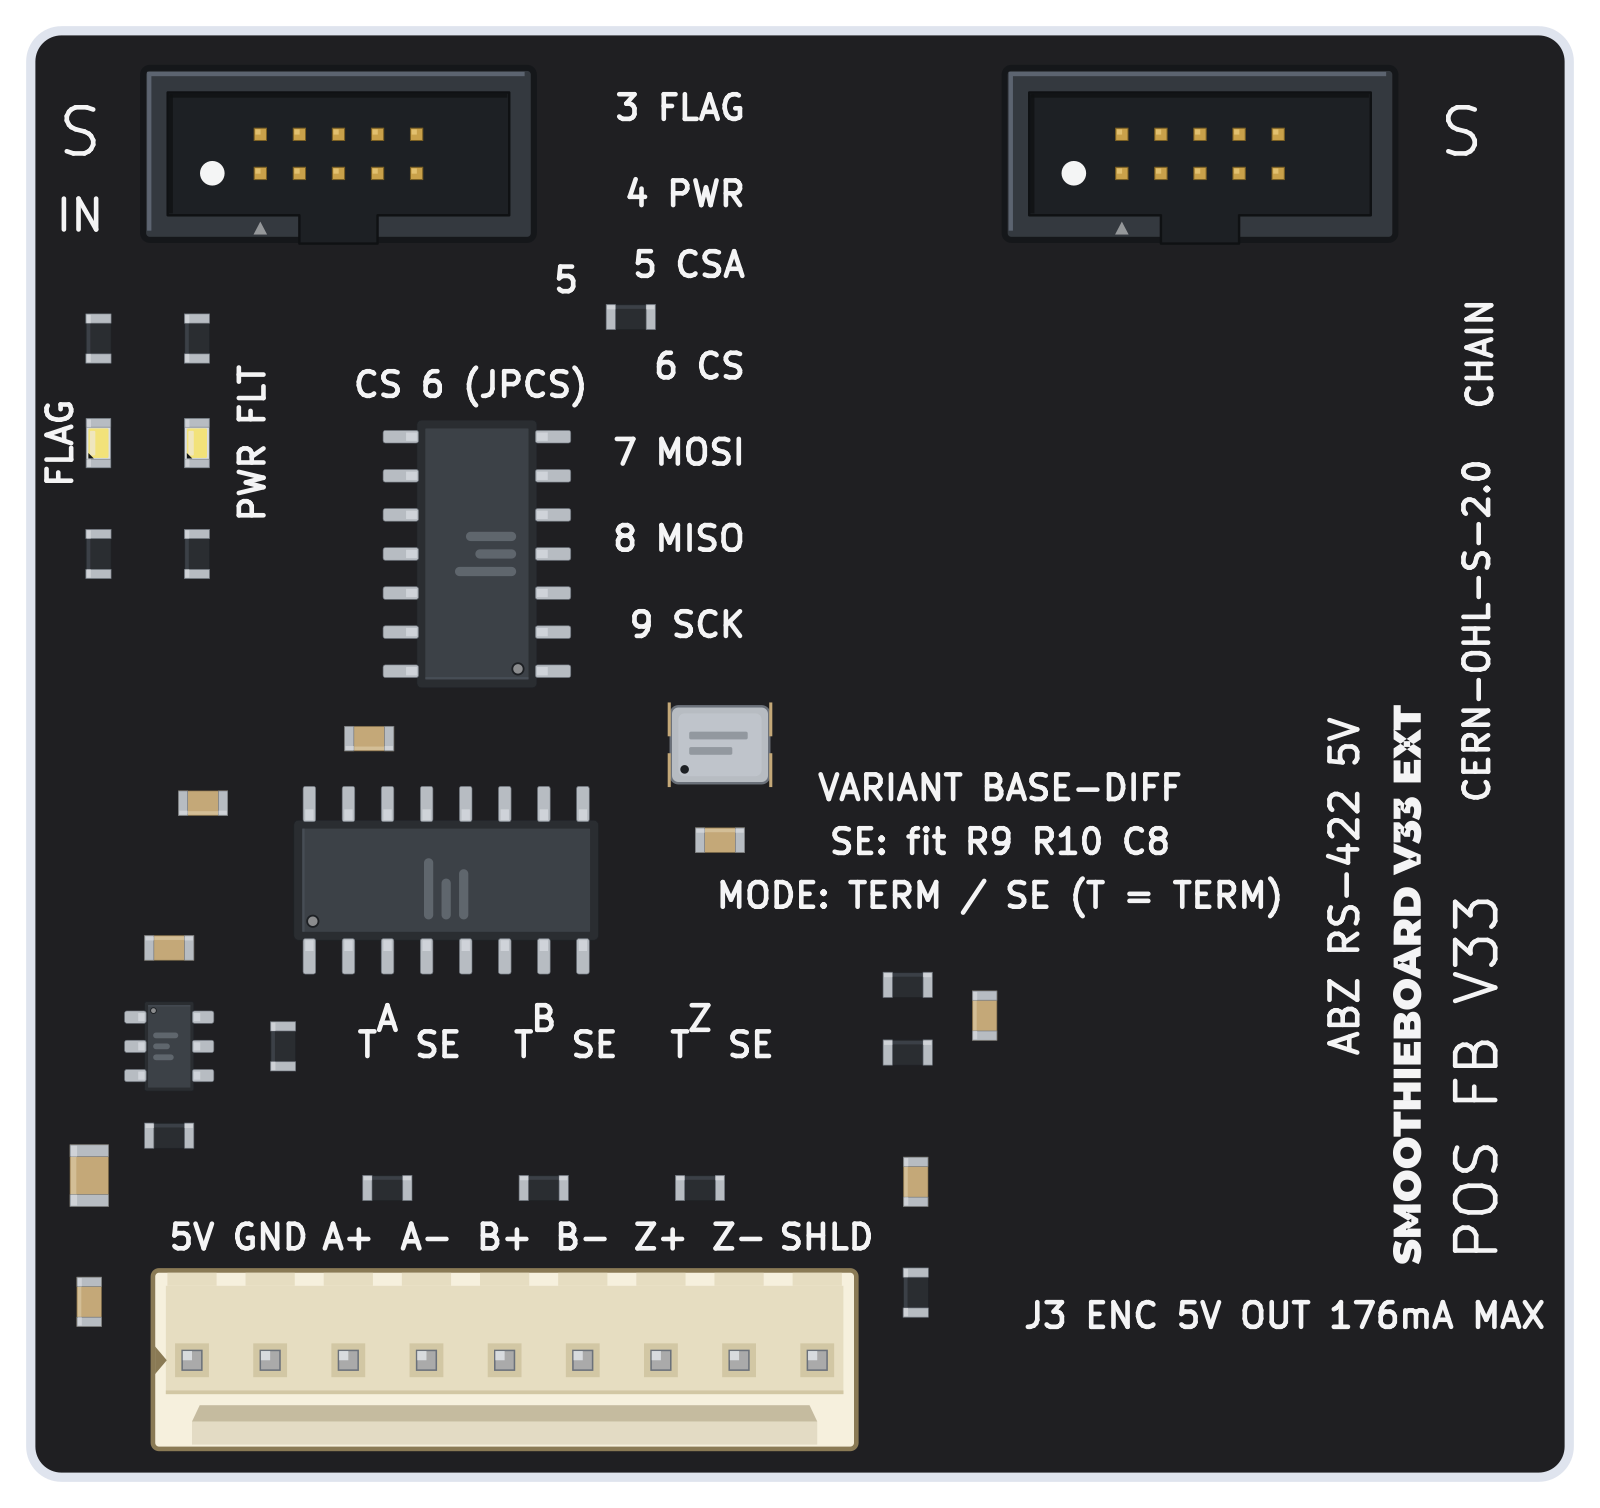 S
IN
3 FLAG
4 PWR
5 CSA
5
6 CS
7 MOSI
8 MISO
9 SCK
CS 6 (JPCS)
FLAG
PWR FLT
S
CHAIN
CERN-OHL-S-2.0
VARIANT BASE-DIFF
SE: fit R9 R10 C8
MODE: TERM / SE (T = TERM)
ABZ RS-422 5V
SMOOTHIEBOARD V33 EXT
POS FB V33
A
T SE
B
T SE
Z
T SE
5V GND A+ A- B+ B- Z+ Z- SHLD
J3 ENC 5V OUT 176mA MAX